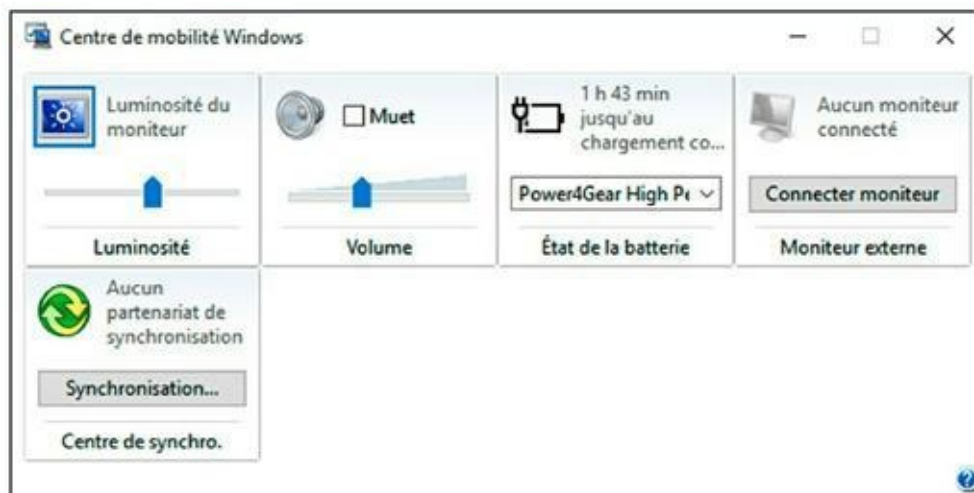 Centre de mobilité Windows
Luminosité du
moniteur
Luminosité
Muet
Volume
1 h 43 min
jusqu'au
chargement co...
Power4Gear High Pe
État de la batterie
Aucun moniteur
connecté
Connecter moniteur
Moniteur externe
Aucun
partenariat de
synchronisation
Synchronisation...
Centre de synchro.